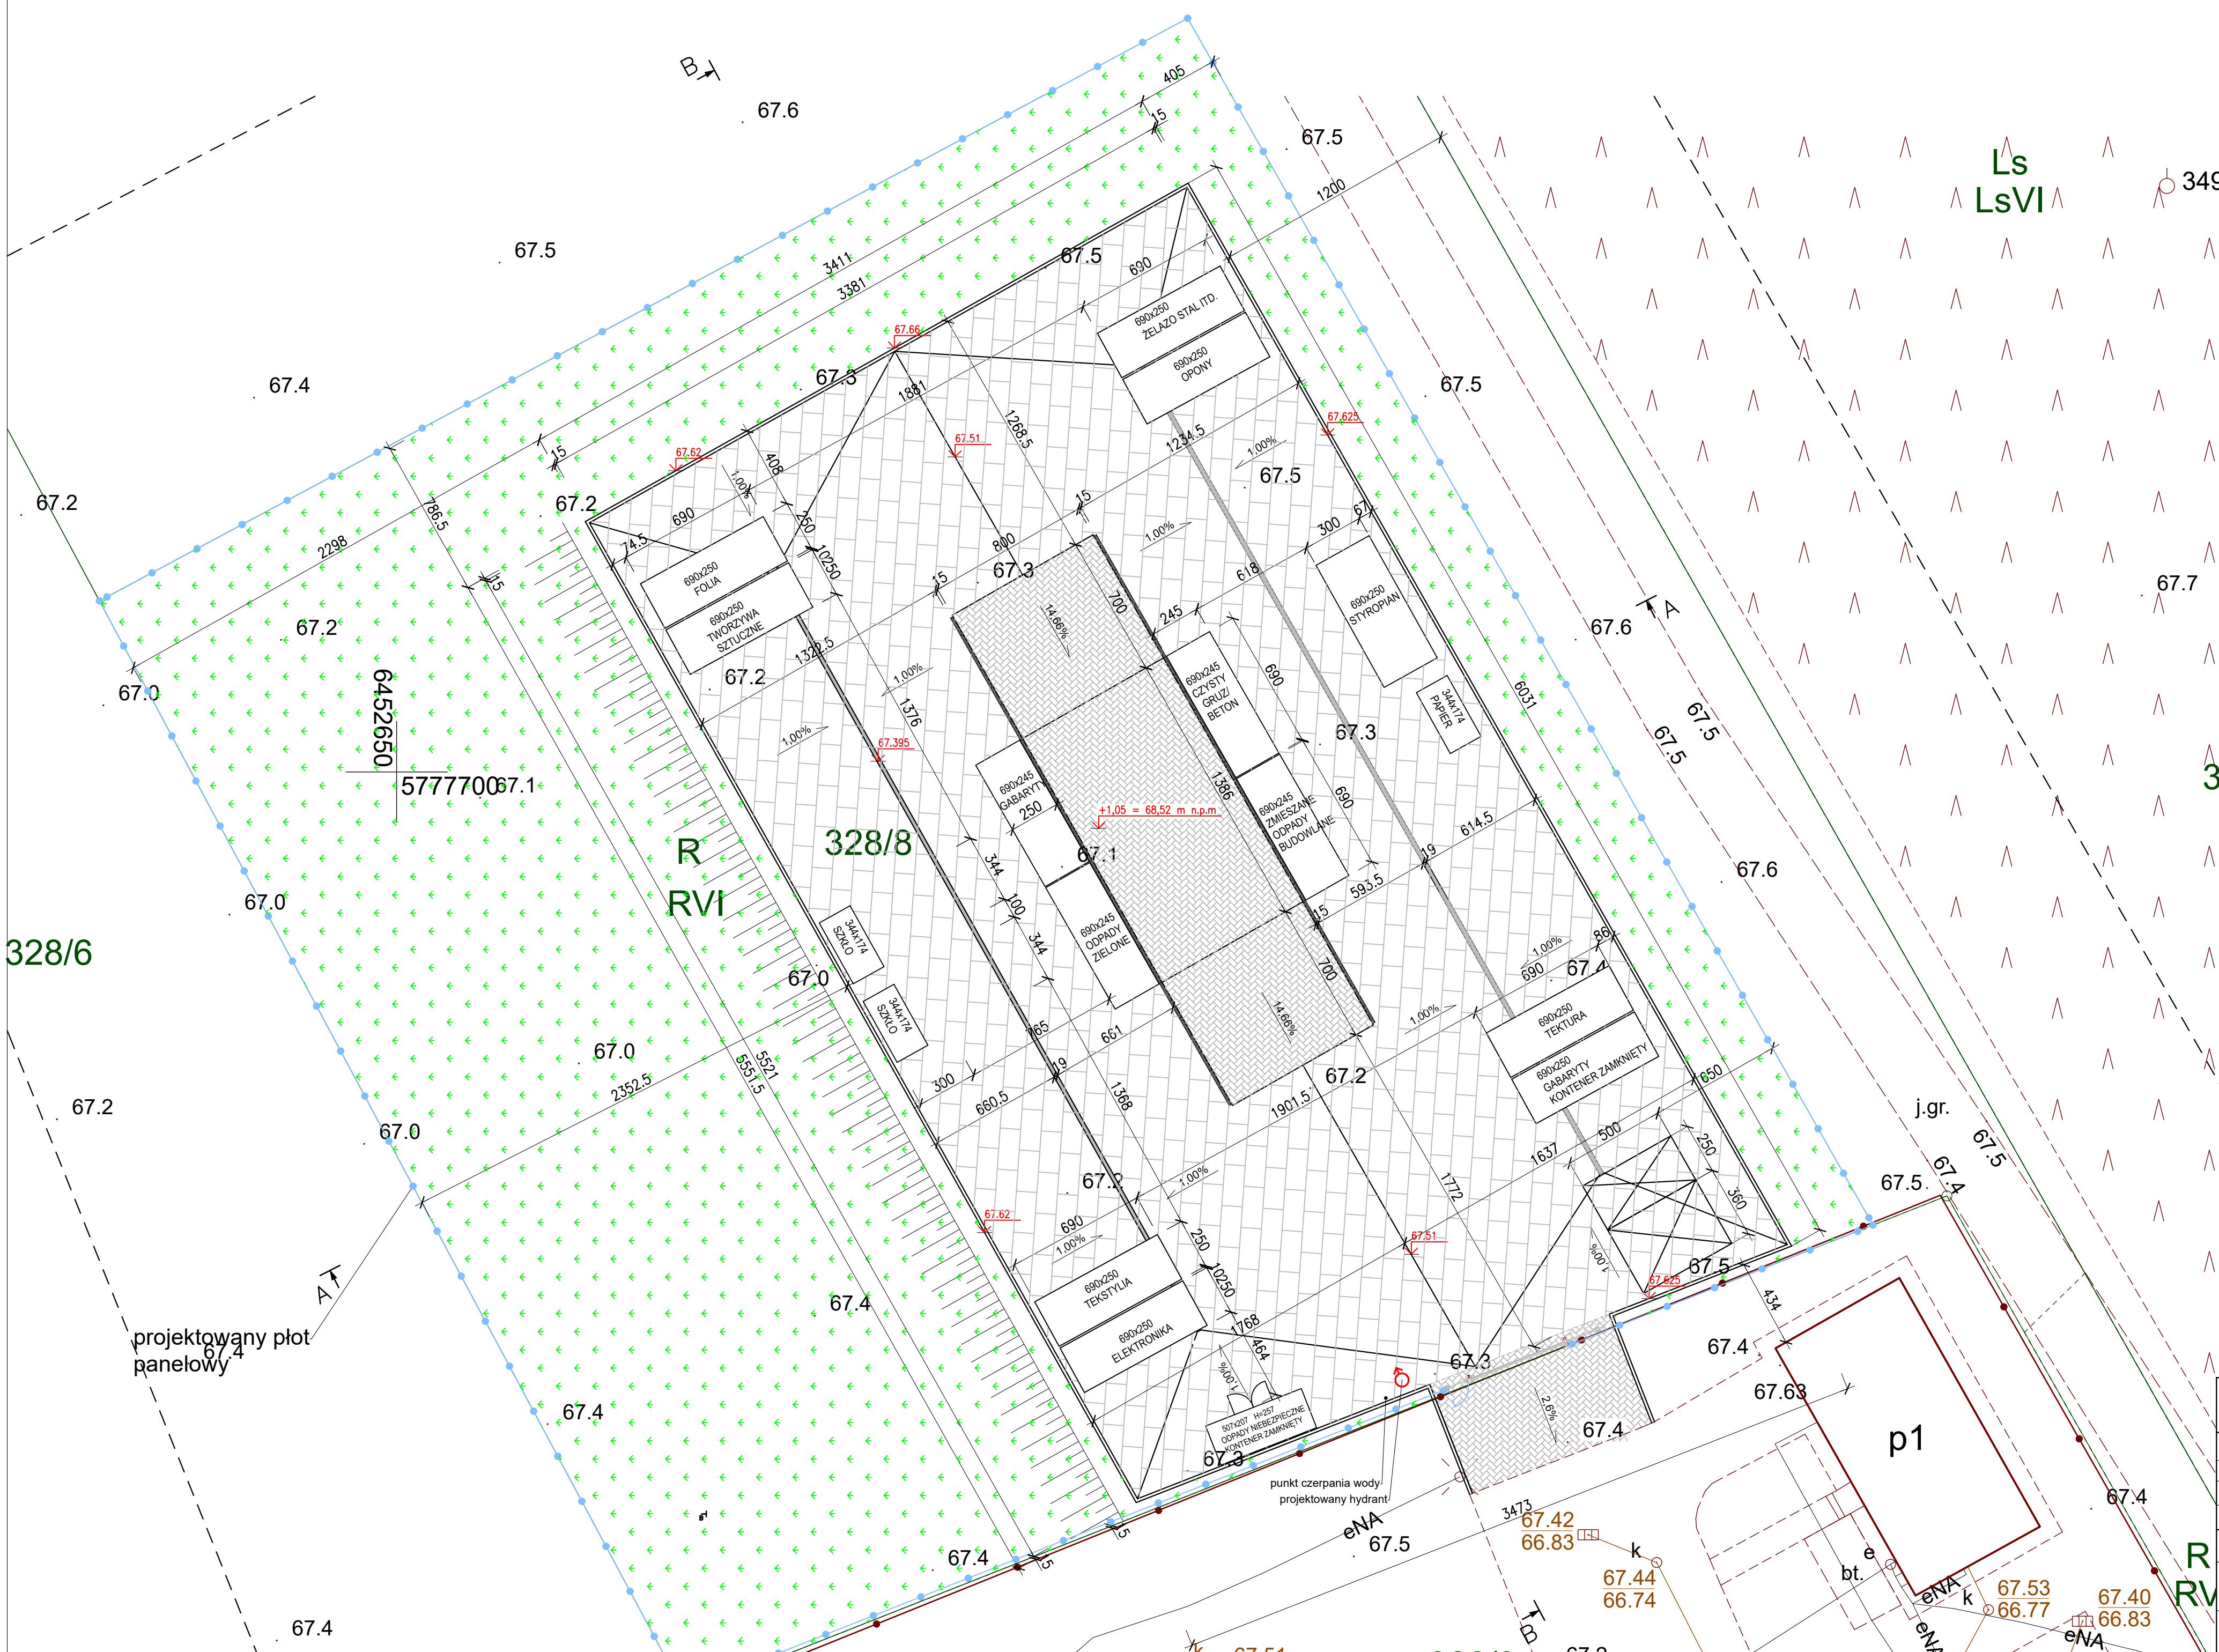 B
67.6
405
15
67.5
Ls
LsVI
349
1200
67.5
3411
3381
67.5
690
690x250
ŻELAZO STAL ITD.
690x250
OPONY
67.66
67.4
67.3
1881
67.5
1268.5
67.625
1234.5
1.00%
67.5
67.51
67.62
408
1.00%
15
67.2
67.2
786.5
2298
690
74.5
250
10250
15
67
300
1.00%
800
67.3
15
618
690x250
FOLIA
690x250
TWORZYWA
SZTUCZNE
14.66%
700
245
690x250
STYROPIAN
A
67.7
67.6
67.2
1322.5
67.2
67.0
15
6452650
5777700
67.1
1.00%
1376
1.00%
67.395
690x245
CZYSTY
GRUZ/
BETON
690
344x174
PAPIER
6031
67.3
67.5
67.5
3
690x245
GABARYTY
250
1386
+1,05 = 68,52 m n.p.m
690x245
ZMIESZANE
ODPADY
BUDOWLANE
690
614.5
328/8
R
RVI
67.1
344
100
344
19
593.5
15
67.6
67.0
328/6
344x174
SZKŁO
690x245
ODPADY
ZIELONE
67.0
344x174
SZKŁO
1.00%
86
690
67.4
700
14.66%
1.00%
690x250
TEKTURA
690x250
GABARYTY
KONTENER ZAMKNIĘTY
765
661
19
67.0
5521
5551.5
2352.5
300
660.5
1368
67.2
1901.5
650
67.2
67.0
j.gr.
67.5
500
250
1637
360
67.2
1.00%
1772
67.5
67.4
67.62
690
1.00%
250
10250
67.51
1.00%
67.5
67.625
690x250
TEKSTYLIA
690x250
ELEKTRONIKA
1768
464
434
A
projektowany płot
panelowy
67.4
67.4
1.00%
67.3
67.4
67.63
507x207 H=257
ODPADY NIEBEZPIECZNE
KONTENER ZAMKNIĘTY
67.3
2.6%
67.4
p1
67.4
punkt czerpania wody
projektowany hydrant
67.4
3473
15
eNA
67.5
67.42
66.83
k
67.4
15
67.44
66.74
e
bt.
eNA
k
67.53
66.77
67.40
66.83
R
RV
67.4
B
eNA
eNA
k
67.51
67.2